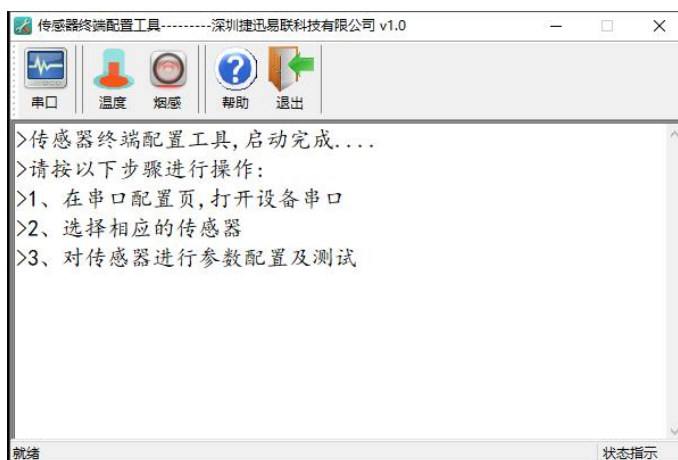 传感器终端配置工具---------深圳捷迅易联科技有限公司 v1.0
串口 温度 烟感 帮助 退出
>传感器终端配置工具,启动完成....
>请按以下步骤进行操作:
>1、在串口配置页,打开设备串口
>2、选择相应的传感器
>3、对传感器进行参数配置及测试
就绪 状态指示